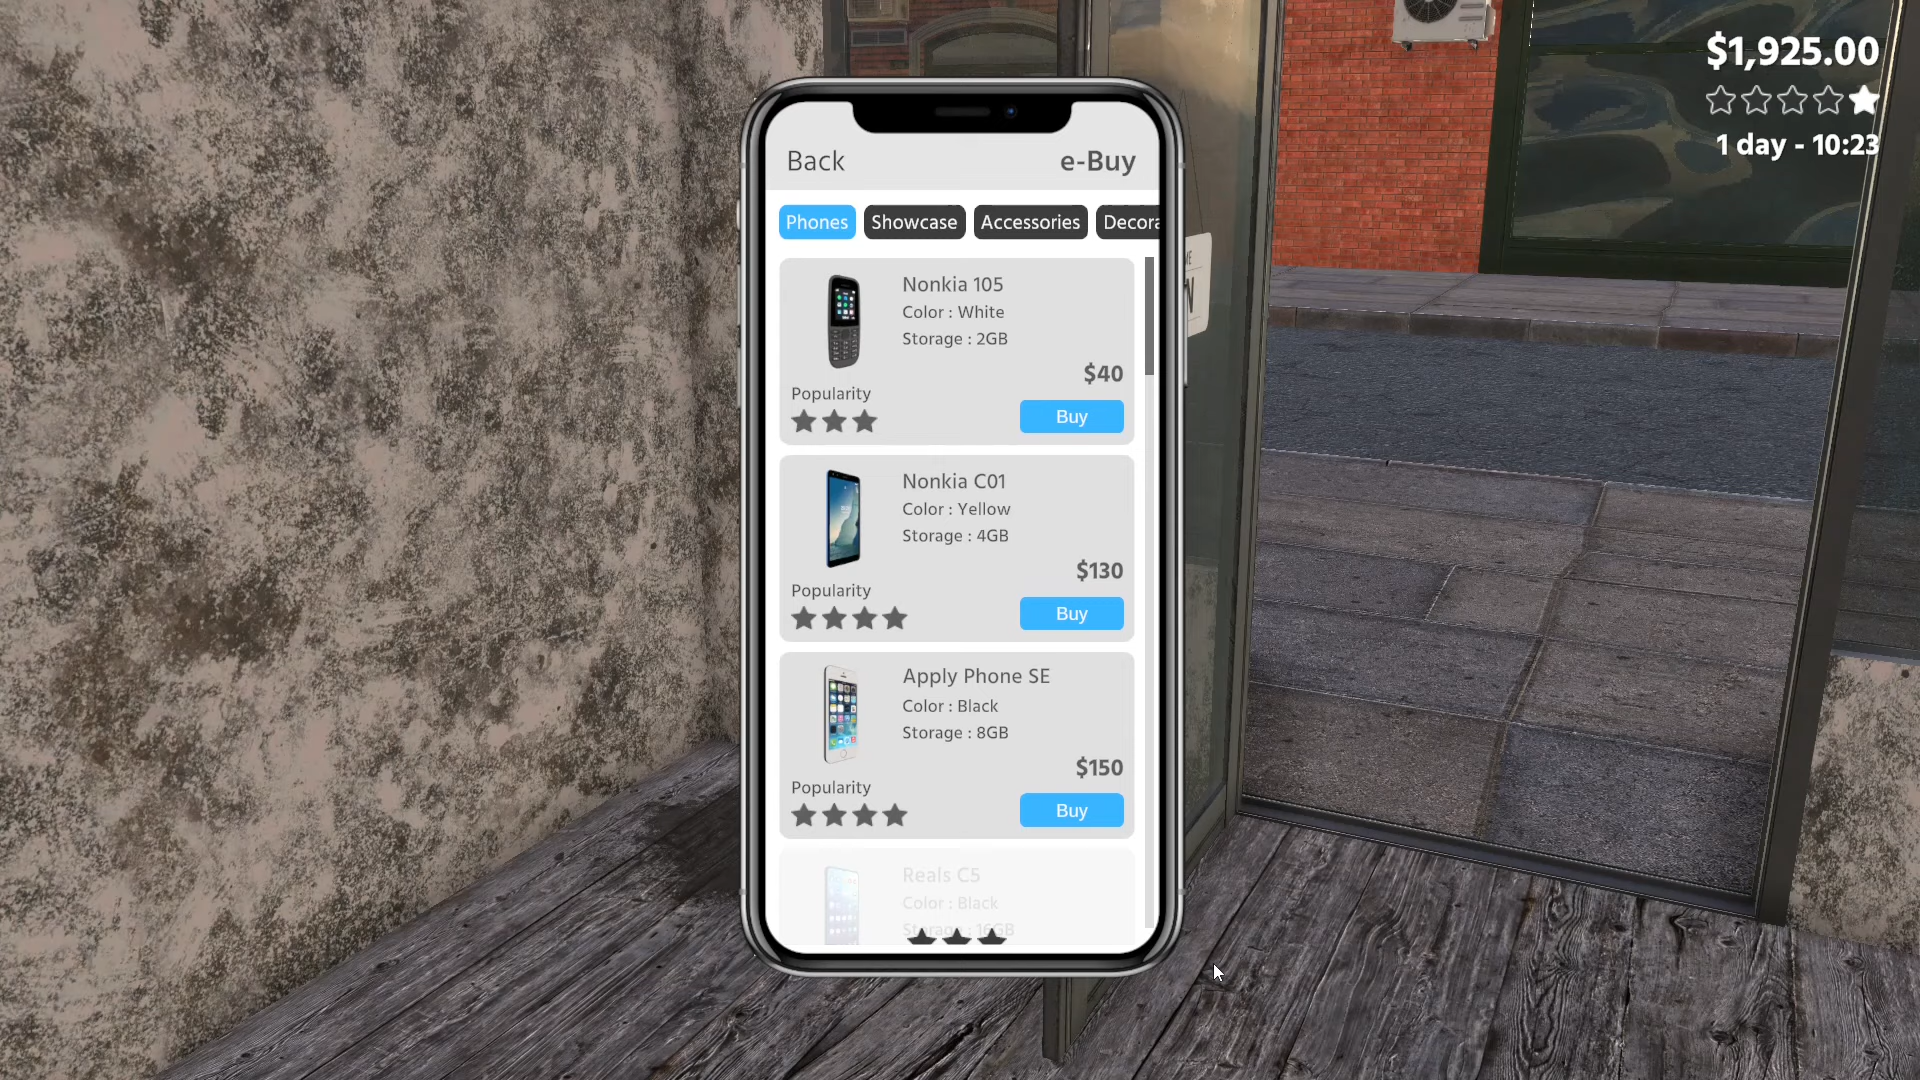 $1,925.00
1 day - 10:23
Back
e-Buy
Phones
Showcase
Accessories
Decora
Nonkia 105
Color : White
Storage : 2GB
$40
Popularity
Buy
Nonkia C01
Color : Yellow
Storage : 4GB
$130
Popularity
Buy
Apply Phone SE
Color : Black
Storage : 8GB
$150
Popularity
Buy
Reals C5
Color : Black
Storage : 16GB